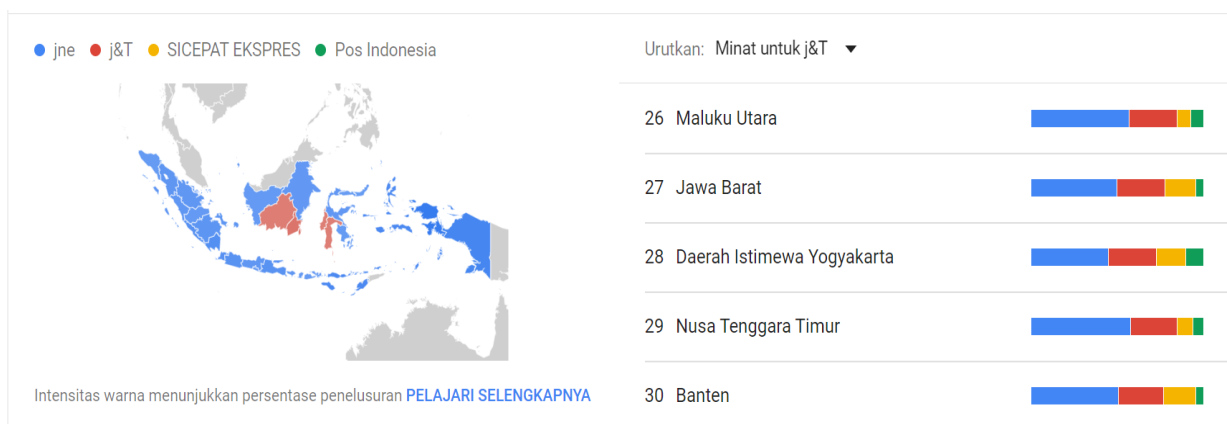 jne j&T SICEPAT EKSPRES Pos Indonesia
Intensitas warna menunjukkan persentase penelusuran PELAJARI SELENGKAPNYA
Urutkan: Minat untuk j&T
26 Maluku Utara
27 Jawa Barat
28 Daerah Istimewa Yogyakarta
29 Nusa Tenggara Timur
30 Banten